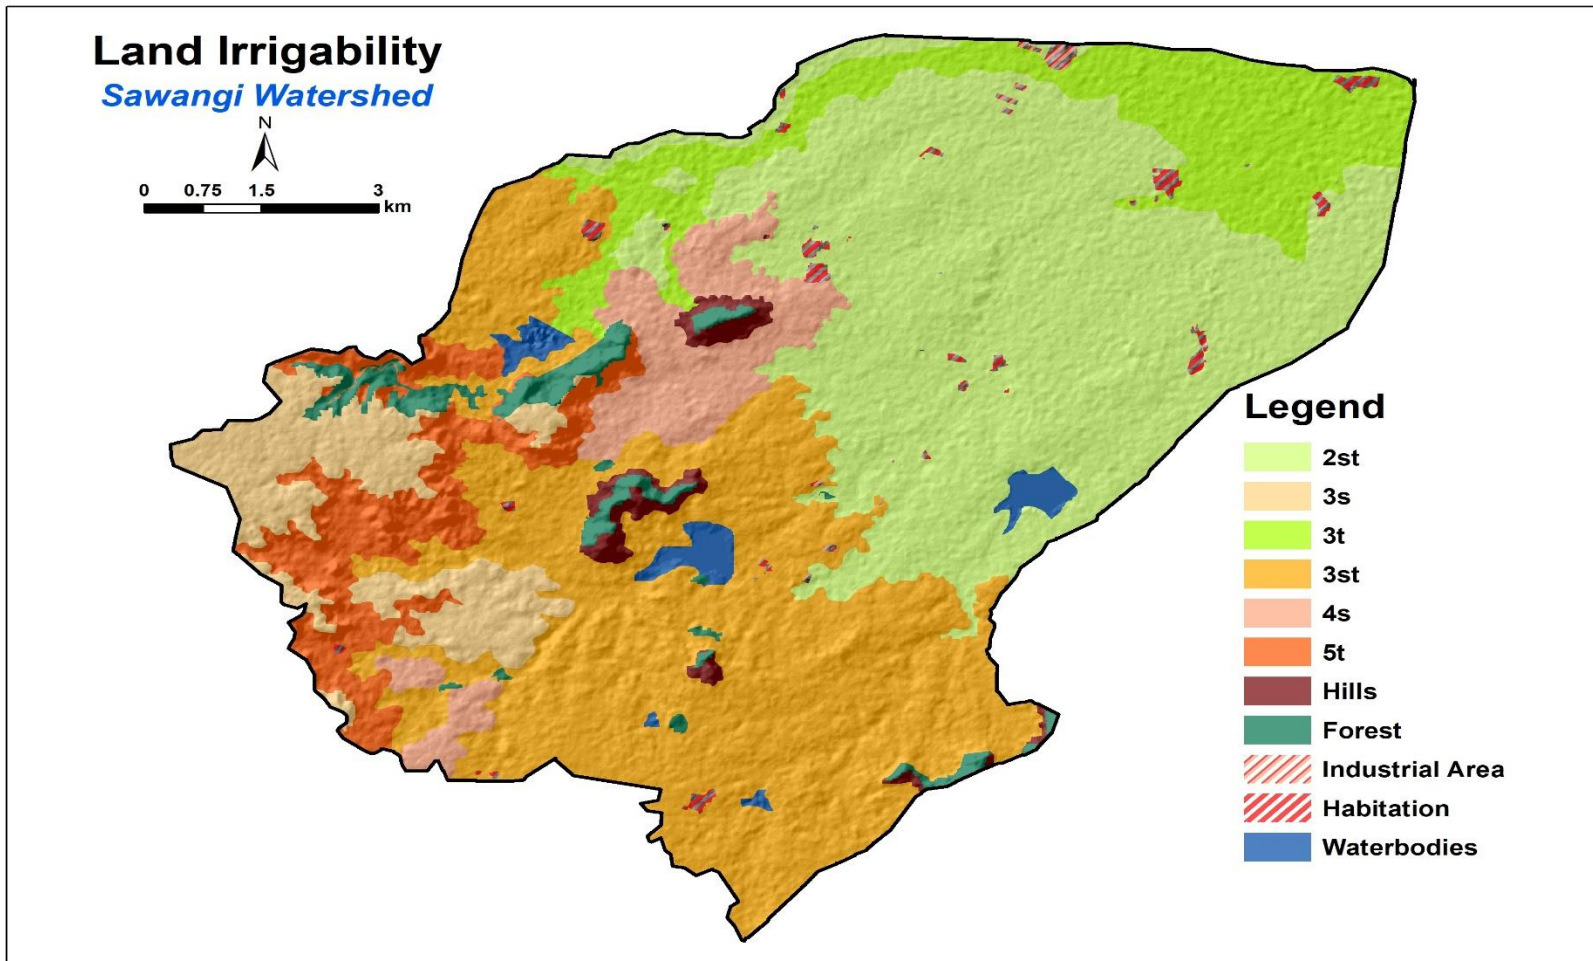 Land Irrigability
Sawangi Watershed
N
0 0.75 1.5 3
km
Legend
2st
3s
3t
3st
4s
5t
Hills
Forest
Industrial Area
Habitation
Waterbodies